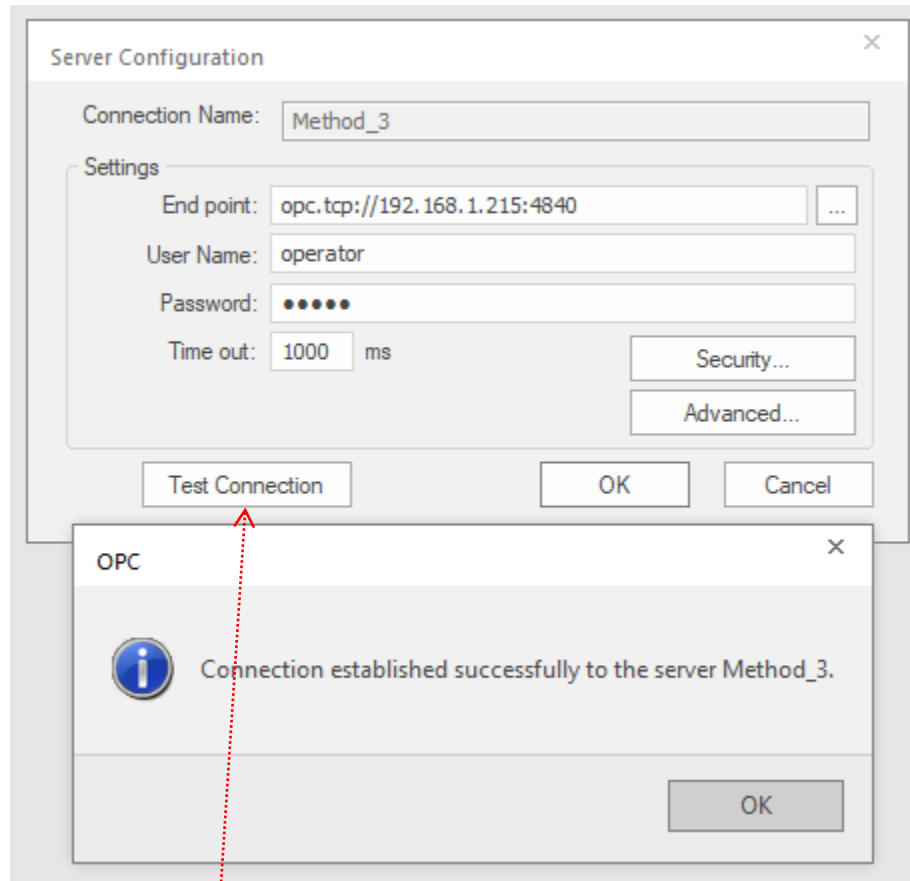 Server Configuration
Connection Name: Method_3
Settings
End point: opc.tcp://192.168.1.215:4840 ...
User Name: operator
Password: ●●●●●
Time out: 1000 ms
Security...
Advanced...
Test Connection OK Cancel
OPC
Connection established successfully to the server Method_3.
OK